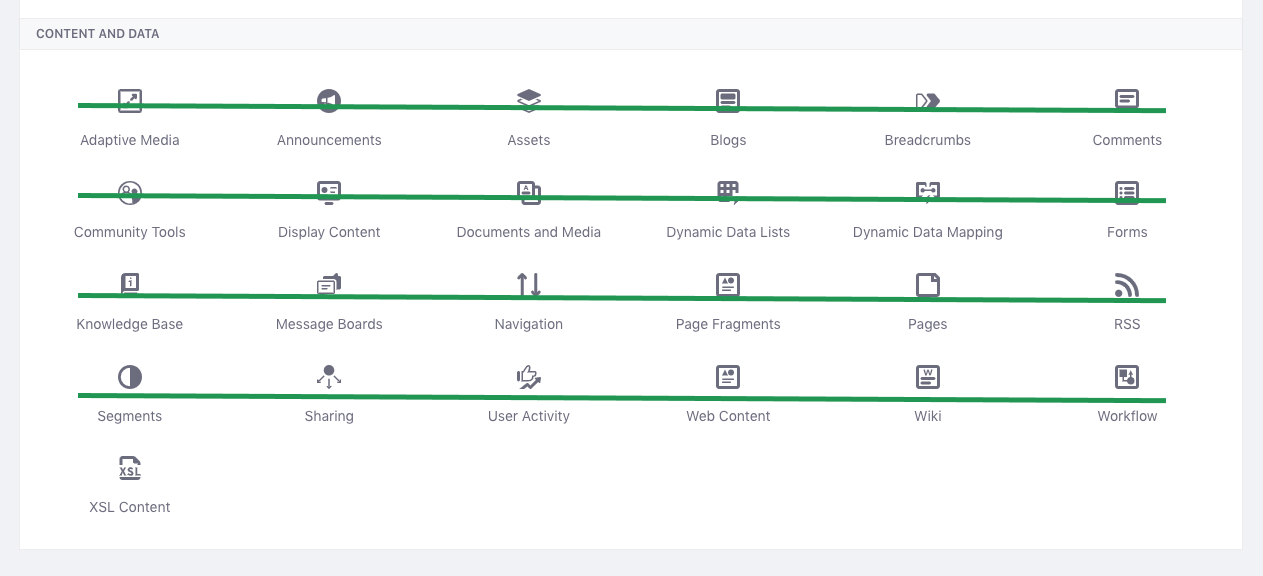 CONTENT AND DATA
Adaptive Media Announcements Assets Blogs Breadcrumbs Comments
Community Tools Display Content Documents and Media Dynamic Data Lists Dynamic Data Mapping Forms
Knowledge Base Message Boards Navigation Page Fragments Pages RSS
W
Segments Sharing User Activity Web Content Wiki Workflow
XSL
XSL Content